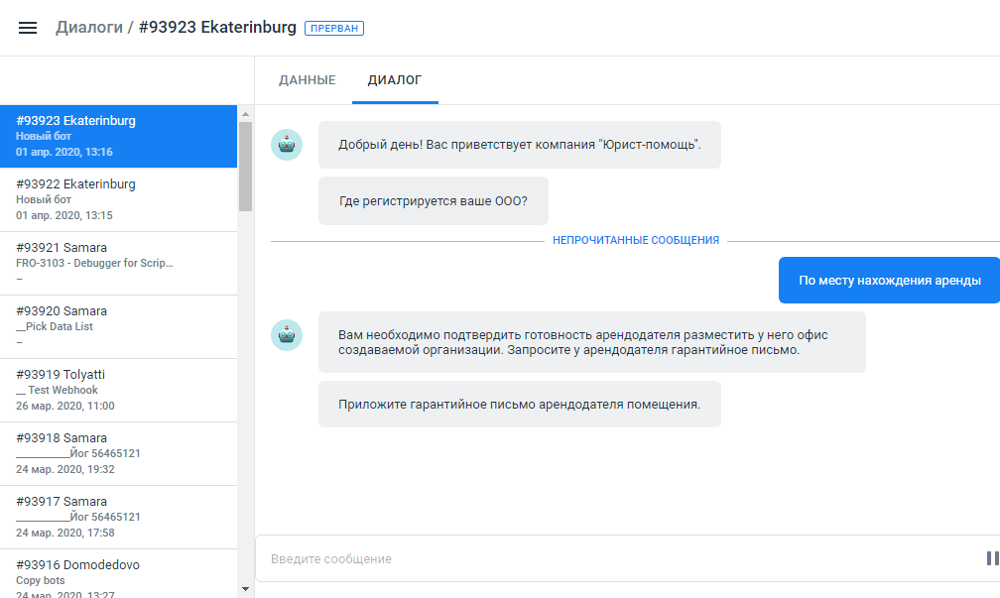 Диалоги / #93923 Ekaterinburg ПРЕРВАН
ДАННЫЕ ДИАЛОГ
#93923 Ekaterinburg
Новый бот
01 апр. 2020, 13:16
#93922 Ekaterinburg
Новый бот
01 апр. 2020, 13:15
#93921 Samara
FRO-3103 - Debugger for Scrip...
–
#93920 Samara
__Pick Data List
–
#93919 Tolyatti
__ Test Webhook
26 мар. 2020, 11:00
#93918 Samara
__________Йог 56465121
24 мар. 2020, 19:32
#93917 Samara
__________Йог 56465121
24 мар. 2020, 17:58
#93916 Domodedovo
Copy bots
24 мар. 2020, 13:27
Добрый день! Вас приветствует компания "Юрист-помощь".
Где регистрируется ваше ООО?
НЕПРОЧИТАННЫЕ СООБЩЕНИЯ
По месту нахождения аренды
Вам необходимо подтвердить готовность арендодателя разместить у него офис
создаваемой организации. Запросите у арендодателя гарантийное письмо.
Приложите гарантийное письмо арендодателя помещения.
Введите сообщение